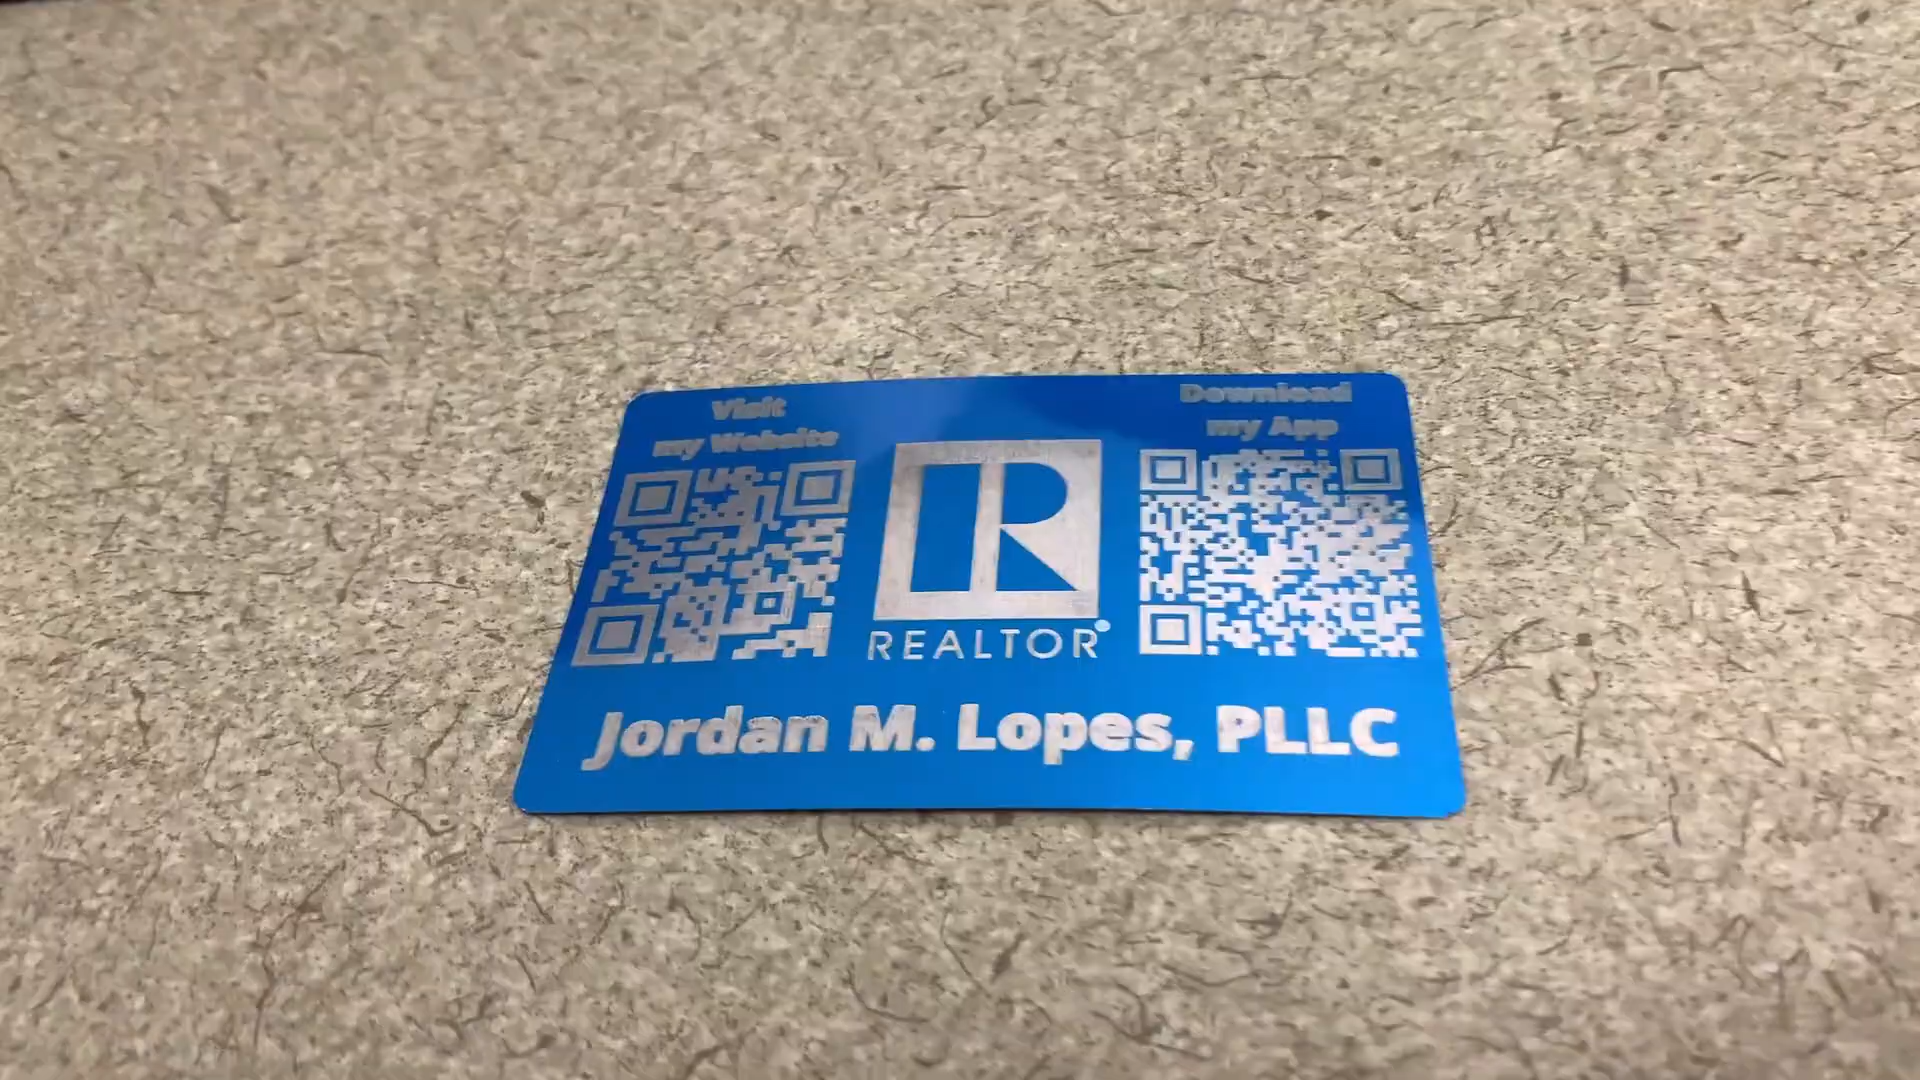 Visit
my Website
Download
my App
R
REALTOR®
Jordan M. Lopes, PLLC